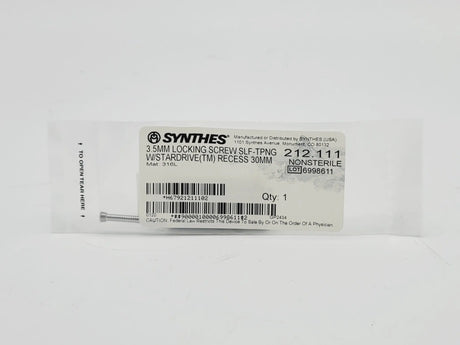 SYNTHES®
Manufactured or Distributed by SYNTHES (USA)
1101 Synthes Avenue Monument, CO 80132
3.5MM LOCKING SCREW SLF-TPNG
W/STARDRIVE(TM) RECESS 30MM
Mat: 316L
212.111
NONSTERILE
LOT 6998611
Qty: 1
*H67921211102
GP2434
CAUTION: Federal Law Restricts This Device To Sale By Or On The Order Of A Physician
TO OPEN TEAR HERE